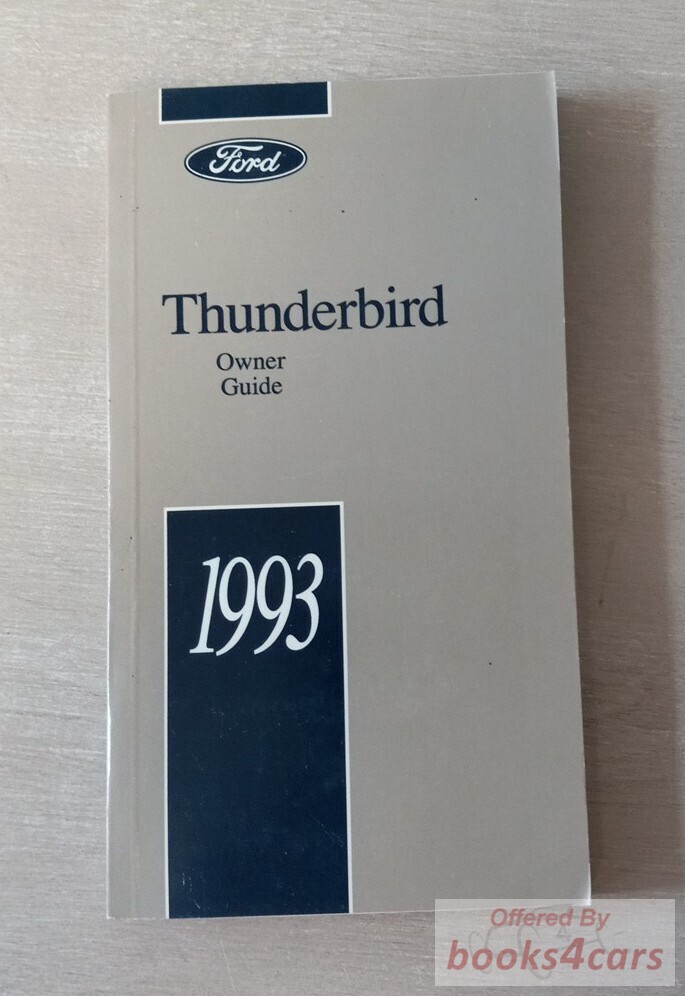 Ford
Thunderbird
Owner
Guide
1993
Offered By
books4cars